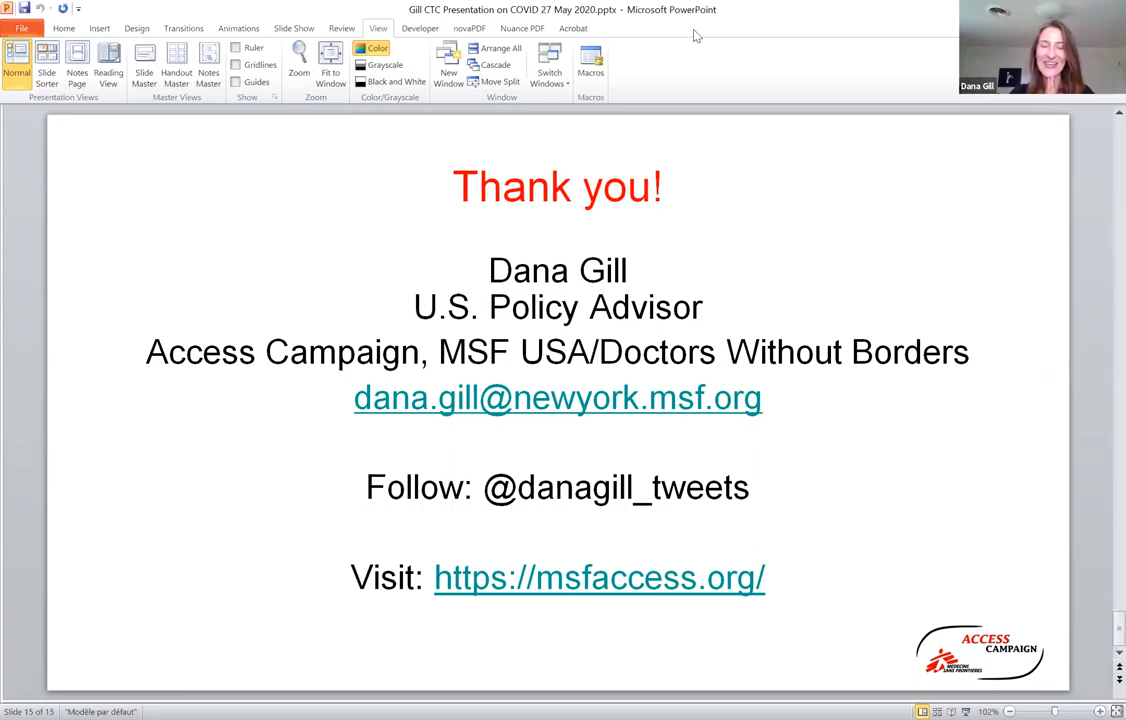 Gill CTC Presentation on COVID 27 May 2020.pptx - Microsoft PowerPoint
File Home Insert Design Transitions Animations Slide Show Review View Developer novaPDF Nuance PDF Acrobat
Normal
Slide Sorter
Notes Page
Reading View
Presentation Views
Slide Master
Handout Master
Notes Master
Master Views
Ruler
Gridlines
Guides
Show
Zoom
Fit to Window
Zoom
Color
Grayscale
Black and White
Color/Grayscale
New Window
Arrange All
Cascade
Move Split
Switch Windows
Window
Macros
Macros
Dana Gill
Thank you!
Dana Gill
U.S. Policy Advisor
Access Campaign, MSF USA/Doctors Without Borders
dana.gill@newyork.msf.org
Follow: @danagill_tweets
Visit: https://msfaccess.org/
ACCESS
CAMPAIGN
MEDECINS
SANS FRONTIERES
Slide 15 of 15 "Modèle par défaut" 102%